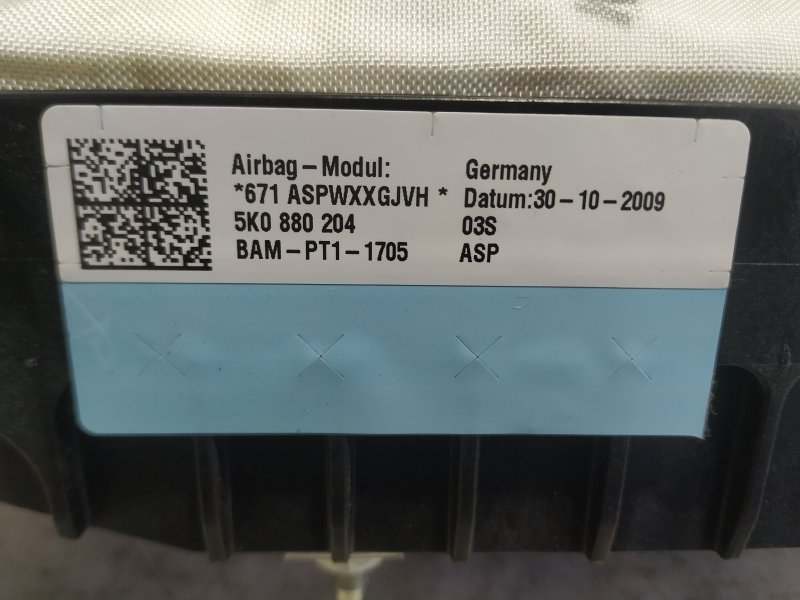 Airbag-Modul: Germany
*671 ASPWXXGJVH * Datum:30-10-2009
5K0 880 204 03S
BAM-PT1-1705 ASP